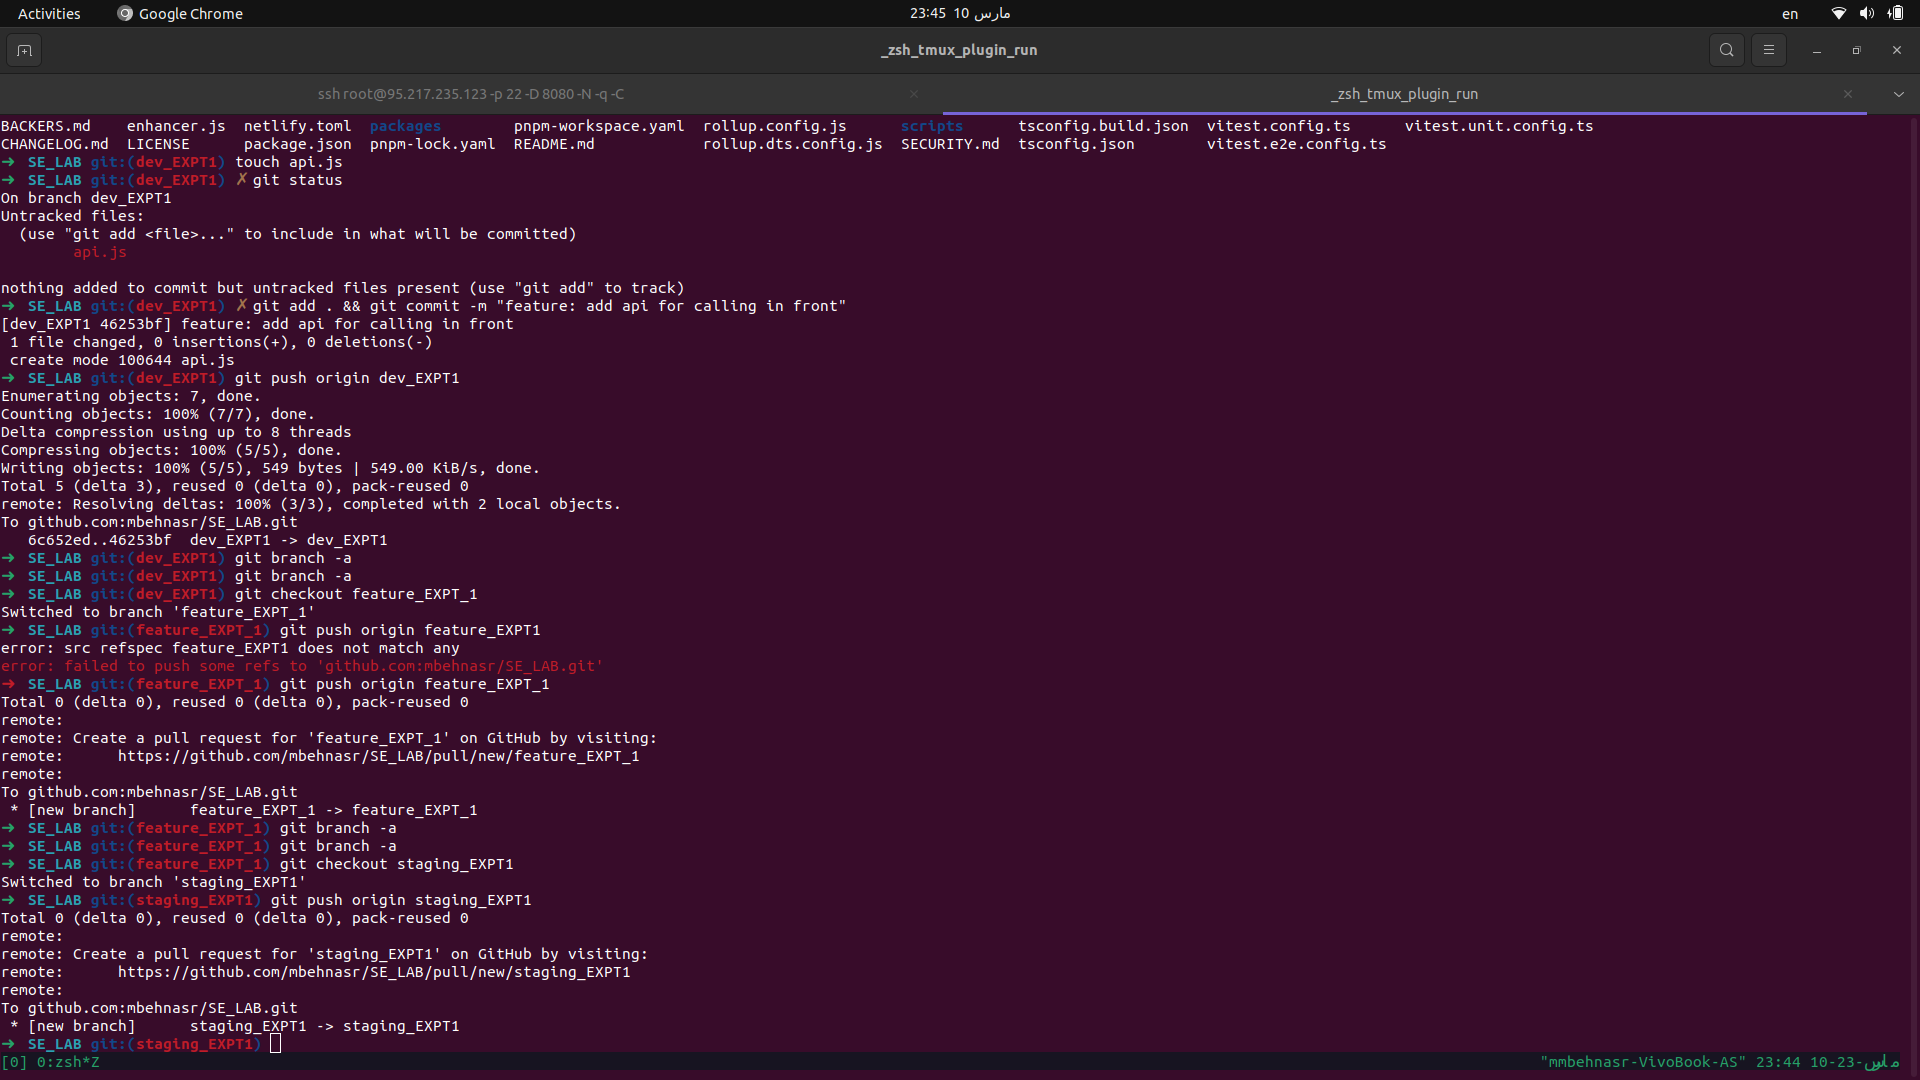 Activities Google Chrome 23:45 10 مارس en
_zsh_tmux_plugin_run
ssh root@95.217.235.123 -p 22 -D 8080 -N -q -C _zsh_tmux_plugin_run
BACKERS.md enhancer.js netlify.toml packages pnpm-workspace.yaml rollup.config.js scripts tsconfig.build.json vitest.config.ts vitest.unit.config.ts
CHANGELOG.md LICENSE package.json pnpm-lock.yaml README.md rollup.dts.config.js SECURITY.md tsconfig.json vitest.e2e.config.ts
➜ SE_LAB git:(dev_EXPT1) touch api.js
➜ SE_LAB git:(dev_EXPT1) ✗ git status
On branch dev_EXPT1
Untracked files:
(use "git add <file>..." to include in what will be committed)
api.js
nothing added to commit but untracked files present (use "git add" to track)
➜ SE_LAB git:(dev_EXPT1) ✗ git add . && git commit -m "feature: add api for calling in front"
[dev_EXPT1 46253bf] feature: add api for calling in front
1 file changed, 0 insertions(+), 0 deletions(-)
create mode 100644 api.js
➜ SE_LAB git:(dev_EXPT1) git push origin dev_EXPT1
Enumerating objects: 7, done.
Counting objects: 100% (7/7), done.
Delta compression using up to 8 threads
Compressing objects: 100% (5/5), done.
Writing objects: 100% (5/5), 549 bytes | 549.00 KiB/s, done.
Total 5 (delta 3), reused 0 (delta 0), pack-reused 0
remote: Resolving deltas: 100% (3/3), completed with 2 local objects.
To github.com:mbehnasr/SE_LAB.git
6c652ed..46253bf dev_EXPT1 -> dev_EXPT1
➜ SE_LAB git:(dev_EXPT1) git branch -a
➜ SE_LAB git:(dev_EXPT1) git branch -a
➜ SE_LAB git:(dev_EXPT1) git checkout feature_EXPT_1
Switched to branch 'feature_EXPT_1'
➜ SE_LAB git:(feature_EXPT_1) git push origin feature_EXPT1
error: src refspec feature_EXPT1 does not match any
error: failed to push some refs to 'github.com:mbehnasr/SE_LAB.git'
➜ SE_LAB git:(feature_EXPT_1) git push origin feature_EXPT_1
Total 0 (delta 0), reused 0 (delta 0), pack-reused 0
remote:
remote: Create a pull request for 'feature_EXPT_1' on GitHub by visiting:
remote: https://github.com/mbehnasr/SE_LAB/pull/new/feature_EXPT_1
remote:
To github.com:mbehnasr/SE_LAB.git
* [new branch] feature_EXPT_1 -> feature_EXPT_1
➜ SE_LAB git:(feature_EXPT_1) git branch -a
➜ SE_LAB git:(feature_EXPT_1) git branch -a
➜ SE_LAB git:(feature_EXPT_1) git checkout staging_EXPT1
Switched to branch 'staging_EXPT1'
➜ SE_LAB git:(staging_EXPT1) git push origin staging_EXPT1
Total 0 (delta 0), reused 0 (delta 0), pack-reused 0
remote:
remote: Create a pull request for 'staging_EXPT1' on GitHub by visiting:
remote: https://github.com/mbehnasr/SE_LAB/pull/new/staging_EXPT1
remote:
To github.com:mbehnasr/SE_LAB.git
* [new branch] staging_EXPT1 -> staging_EXPT1
➜ SE_LAB git:(staging_EXPT1)
[0] 0:zsh*Z "mmbehnasr-VivoBook-AS" 23:44 10-مارس-23